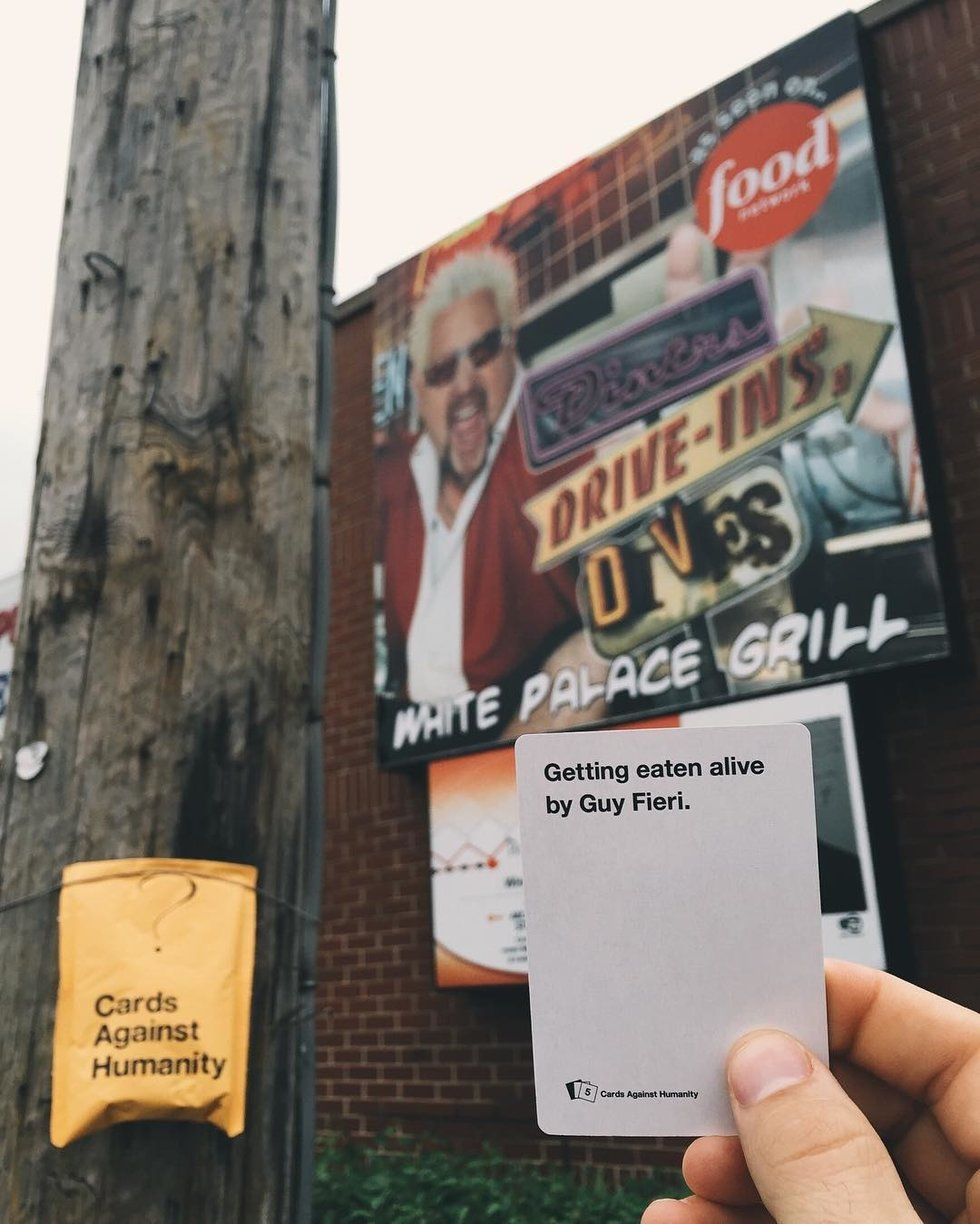 as seen on..
food
network
Diners
DRIVE-INS,
DIVES
WHITE PALACE GRILL
Getting eaten alive
by Guy Fieri.
5
Cards Against Humanity
?
Cards
Against
Humanity